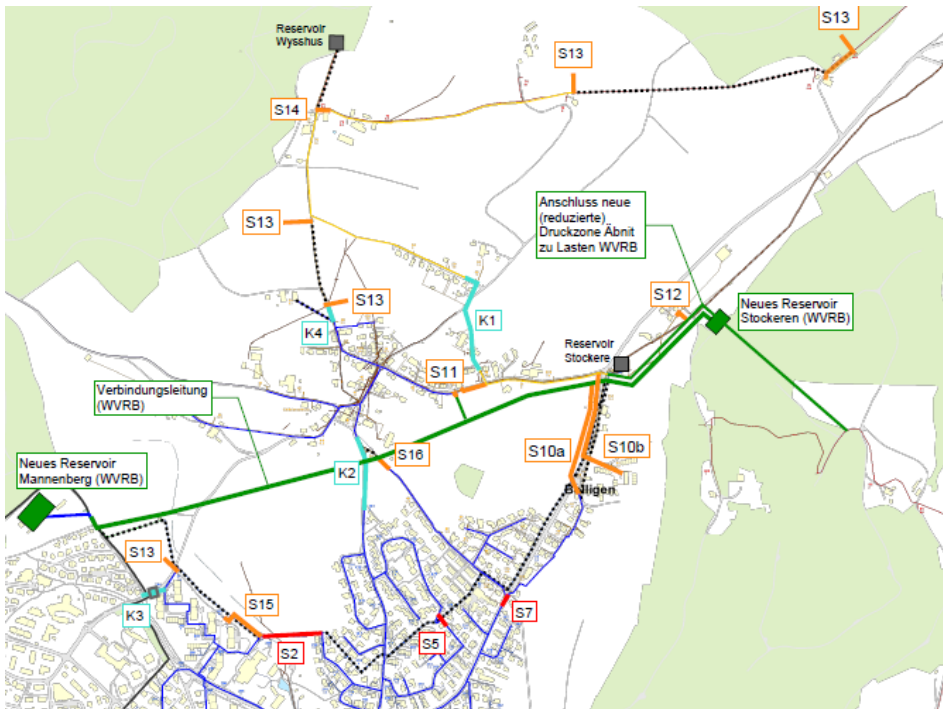 S13
Reservoir
Wysshus
S13
S14
Anschluss neue
(reduzierte)
Druckzone Äbnit
zu Lasten WVRB
S13
S12
Neues Reservoir
Stockeren (WVRB)
S13
K1
K4
Reservoir
Stockere
S11
Verbindungsleitung
(WVRB)
S16
S10a
S10b
K2
Neues Reservoir
Mannenberg (WVRB)
S13
K3
S15
S7
S5
S2